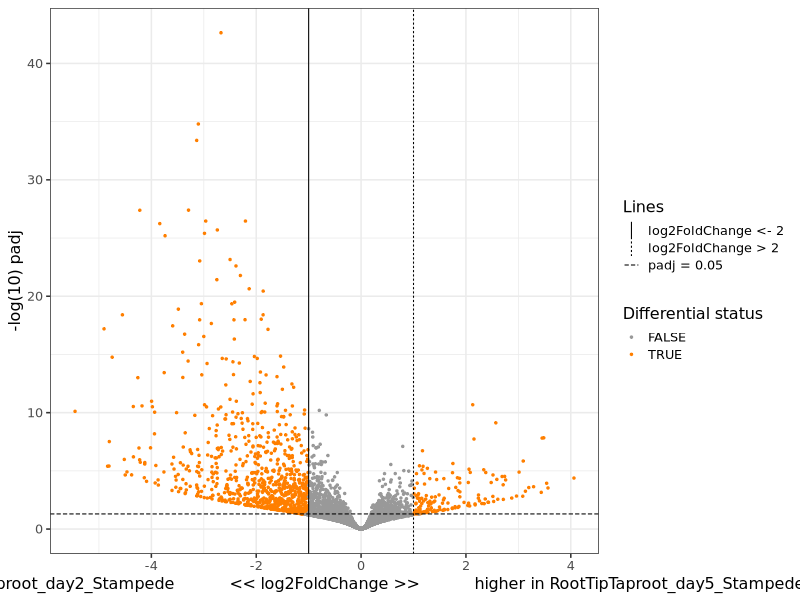 40
30
20
10
0
-log(10) padj
-4
-2
0
2
4
proot_day2_Stampede << log2FoldChange >> higher in RootTipTaproot_day5_Stampede
Lines
log2FoldChange <- 2
log2FoldChange > 2
padj = 0.05
Differential status
FALSE
TRUE